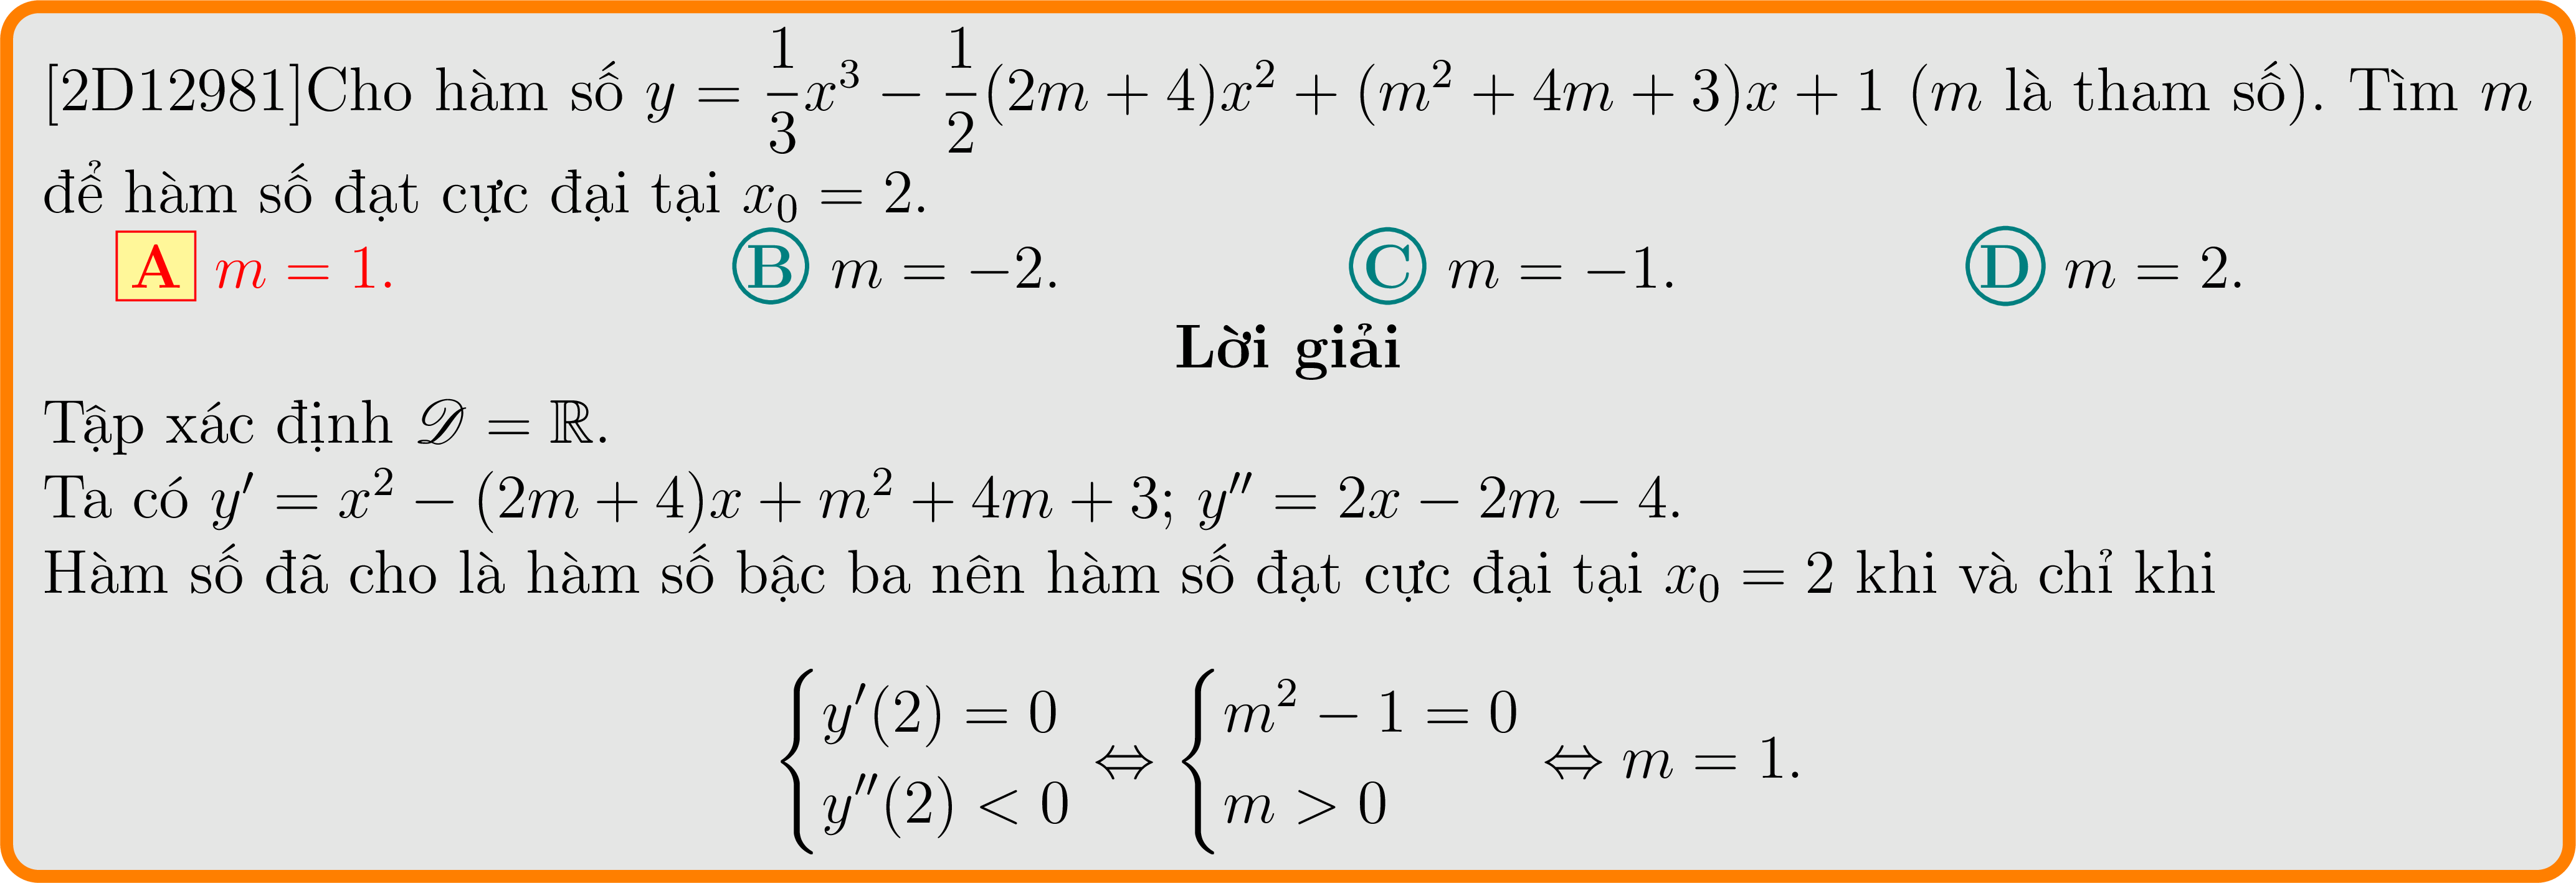 [2D12981]Cho hàm số $y = \dfrac{1}{3}x^3 - \dfrac{1}{2}(2m+4)x^2 + (m^2+4m+3)x + 1$ ($m$ là tham số). Tìm $m$
để hàm số đạt cực đại tại $x_0 = 2$.
A $m = 1$. B $m = -2$. C $m = -1$. D $m = 2$.
Lời giải
Tập xác định $\mathscr{D} = \mathbb{R}$.
Ta có $y' = x^2 - (2m+4)x + m^2 + 4m + 3$; $y'' = 2x - 2m - 4$.
Hàm số đã cho là hàm số bậc ba nên hàm số đạt cực đại tại $x_0 = 2$ khi và chỉ khi
$\begin{cases} y'(2) = 0 \\ y''(2) < 0 \end{cases} \Leftrightarrow \begin{cases} m^2 - 1 = 0 \\ m > 0 \end{cases} \Leftrightarrow m = 1.$